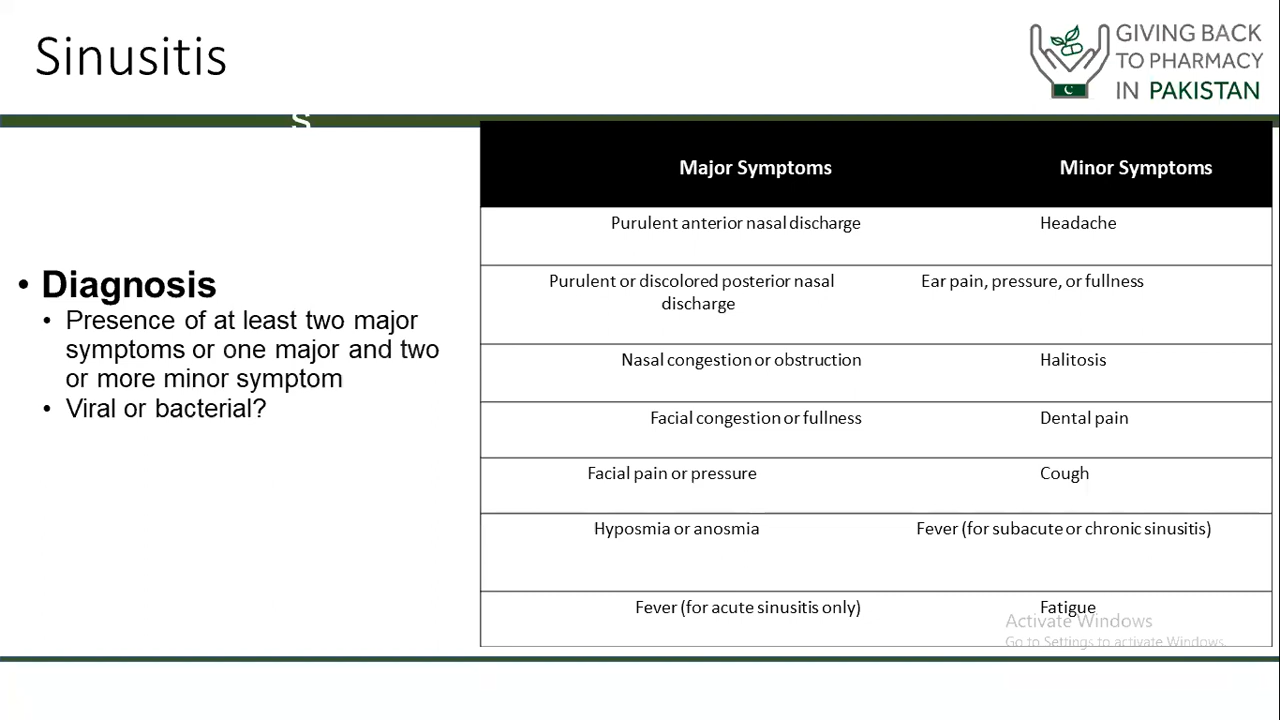 Sinusitis
GIVING BACK
TO PHARMACY
IN PAKISTAN
s
• Diagnosis
• Presence of at least two major
symptoms or one major and two
or more minor symptom
• Viral or bacterial?
Major Symptoms Minor Symptoms
Purulent anterior nasal discharge Headache
Purulent or discolored posterior nasal Ear pain, pressure, or fullness
discharge
Nasal congestion or obstruction Halitosis
Facial congestion or fullness Dental pain
Facial pain or pressure Cough
Hyposmia or anosmia Fever (for subacute or chronic sinusitis)
Fever (for acute sinusitis only) Fatigue
Activate Windows
Go to Settings to activate Windows.